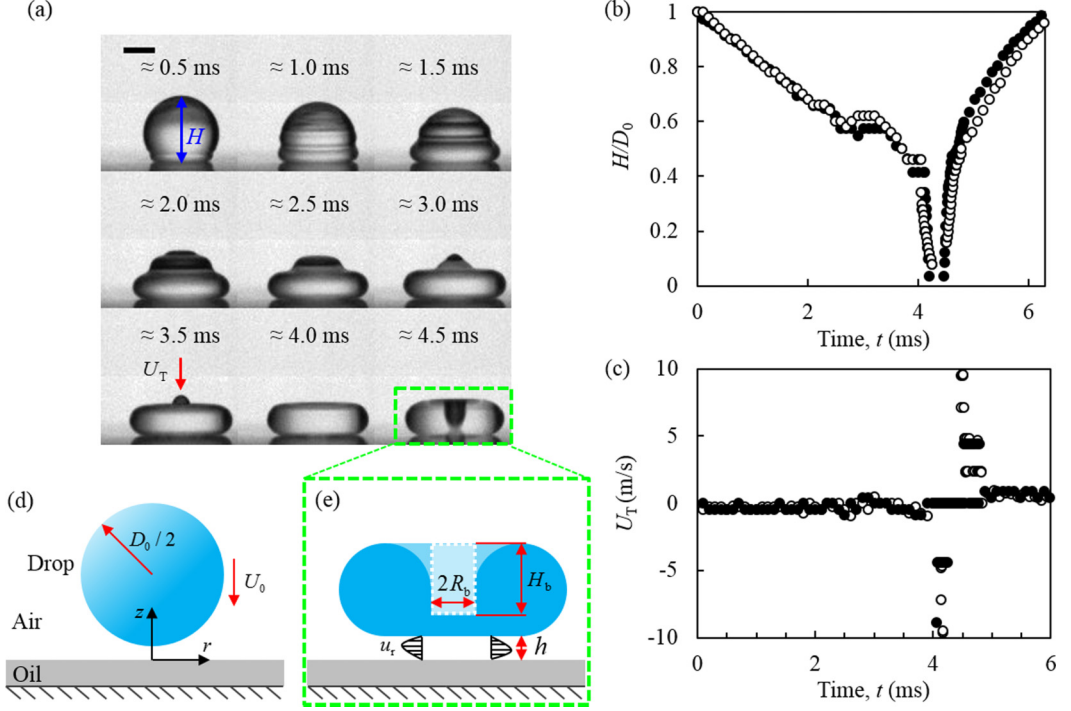 (a)
≈ 0.5 ms ≈ 1.0 ms ≈ 1.5 ms
H
≈ 2.0 ms ≈ 2.5 ms ≈ 3.0 ms
≈ 3.5 ms ≈ 4.0 ms ≈ 4.5 ms
U_T
(b)
1
0.8
0.6
0.4
0.2
0
H/D_0
0 2 4 6
Time, t (ms)
(c)
10
5
0
-5
-10
U_T (m/s)
0 2 4 6
Time, t (ms)
(d)
D_0 / 2
Drop
U_0
Air
z
r
Oil
(e)
2R_b
H_b
u_r
h